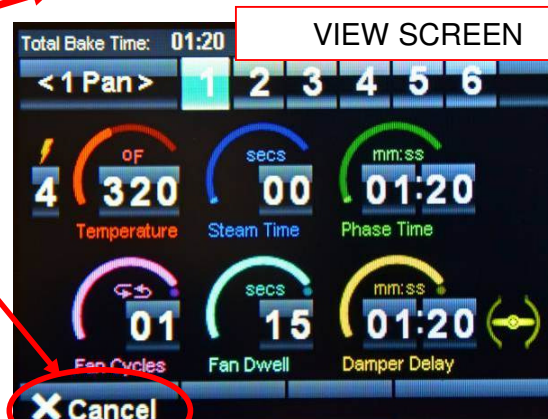 VIEW SCREEN
Total Bake Time: 01:20
< 1 Pan > 1 2 3 4 5 6
°F secs mm:ss
4 320 00 01:20
Temperature Steam Time Phase Time
secs mm:ss
01 15 01:20
Fan Cycles Fan Dwell Damper Delay
X Cancel